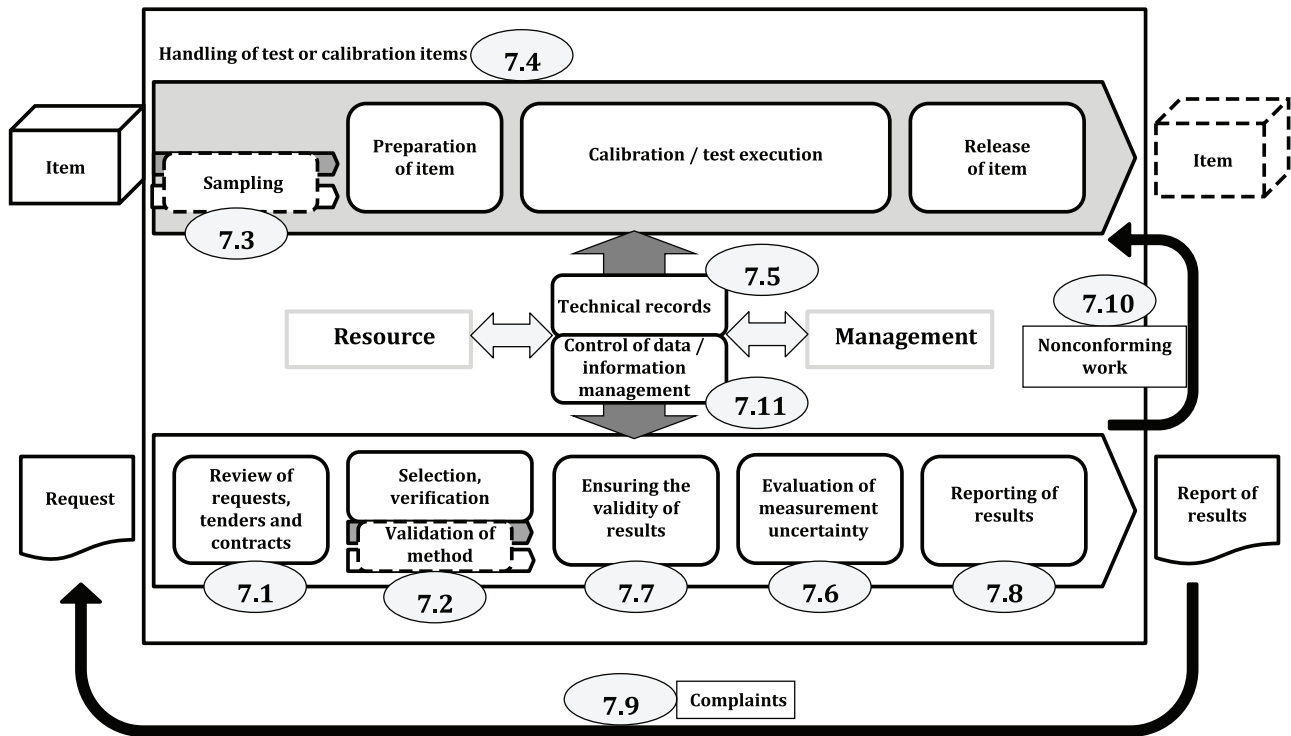 Handling of test or calibration items
7.4
Item
Sampling
7.3
Preparation
of item
Calibration / test execution
Release
of item
Item
7.5
Technical records
Resource
Management
Control of data /
information
management
7.11
7.10
Nonconforming
work
Request
Review of
requests,
tenders and
contracts
7.1
Selection,
verification
Validation of
method
7.2
Ensuring the
validity of
results
7.7
Evaluation of
measurement
uncertainty
7.6
Reporting of
results
7.8
Report of
results
7.9
Complaints